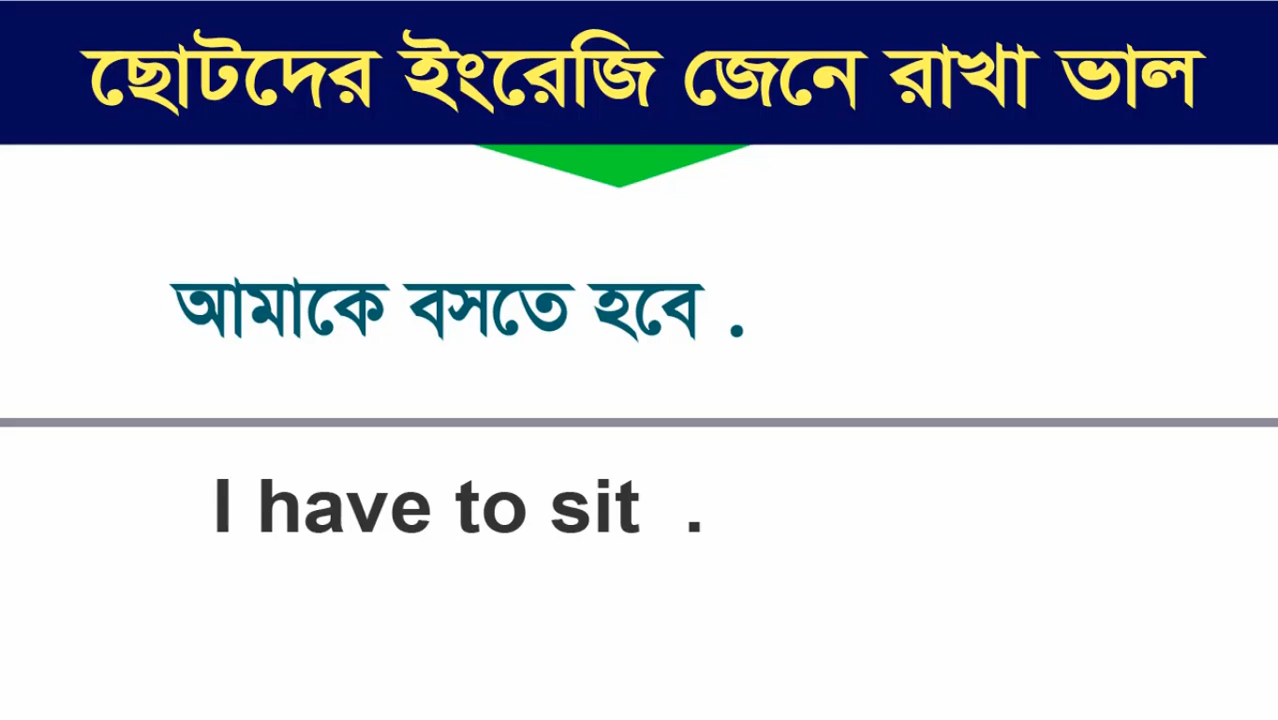 ছোটদের ইংরেজি জেনে রাখা ভাল
আমাকে বসতে হবে .
I have to sit .